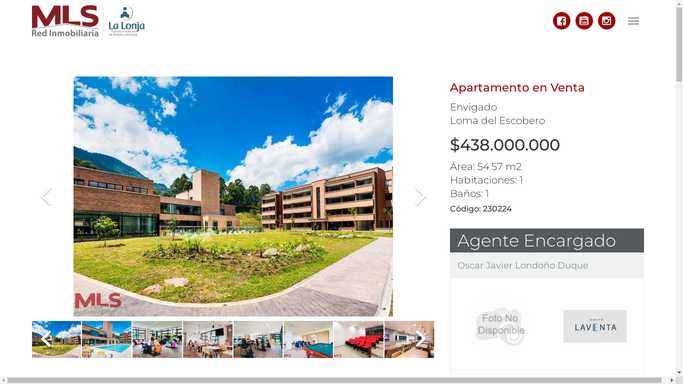 MLS
Red Inmobiliaria
La Lonja
Apartamento en Venta
Envigado
Loma del Escobero
$438.000.000
Área: 54.57 m2
Habitaciones: 1
Baños: 1
Código: 230224
MLS
Agente Encargado
Oscar Javier Londoño Duque
Foto No
Disponible
LAVENTA